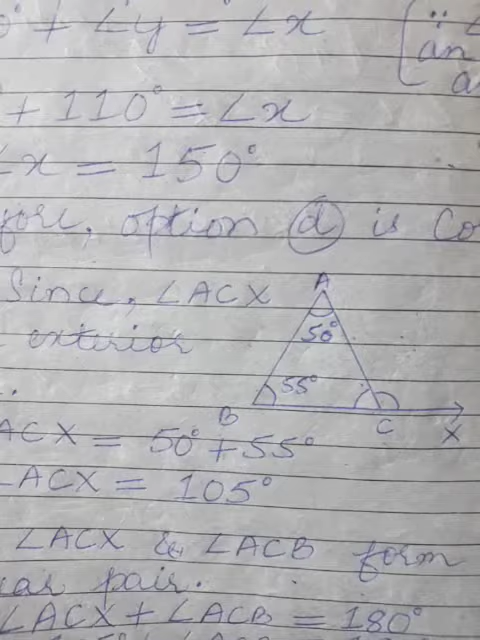 ° + ∠y = ∠x
an
+ 110° = ∠x
∠x = 150°
option (d) is
Since, ∠ACX
exterior
A
50°
55°
B
C
X
ACX = 50° + 55°
∠ACX = 105°
∠ACX & ∠ACB form
pair.
∠ACX + ∠ACB = 180°